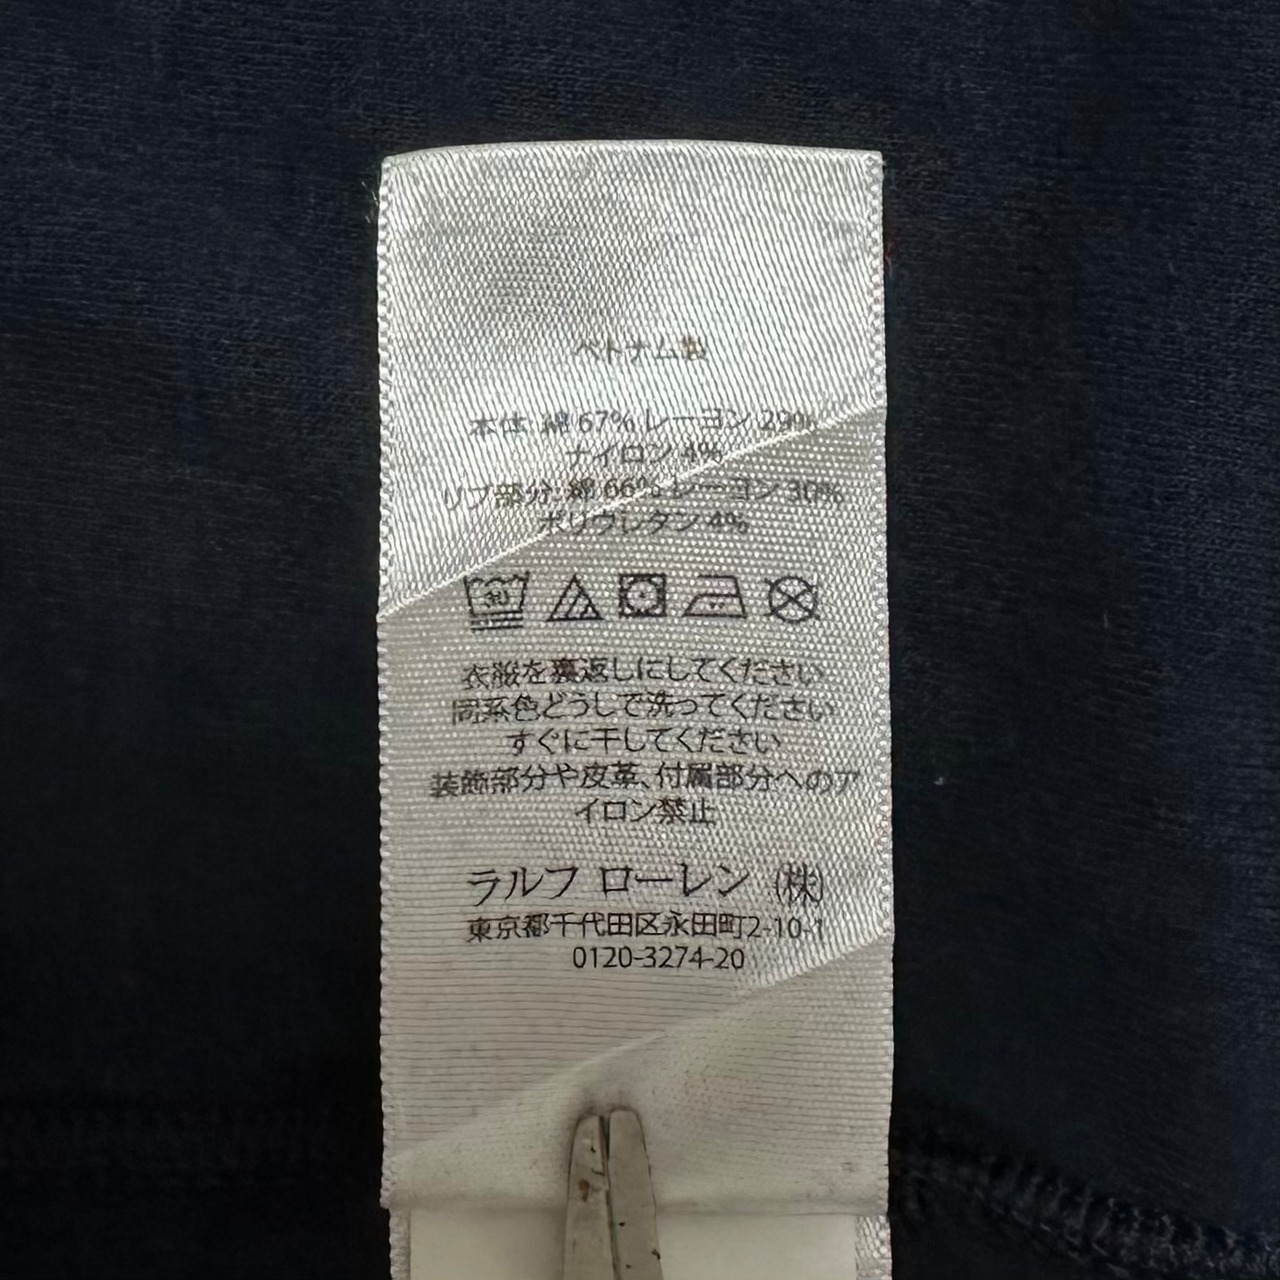 ベトナム製
本体: 綿 67% レーヨン 29%
ナイロン 4%
リブ部分: 綿 66% レーヨン 30%
ポリウレタン 4%
衣服を裏返しにしてください
同系色どうしで洗ってください
すぐに干してください
装飾部分や皮革、付属部分へのア
イロン禁止
ラルフ ローレン (株)
東京都千代田区永田町2-10-1
0120-3274-20